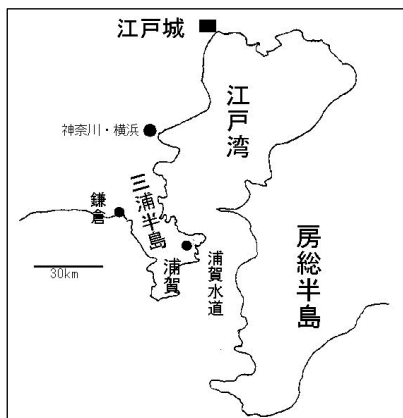 江戸城
江戸湾
神奈川・横浜
三浦半島
鎌倉
浦賀
浦賀水道
房総半島
30km